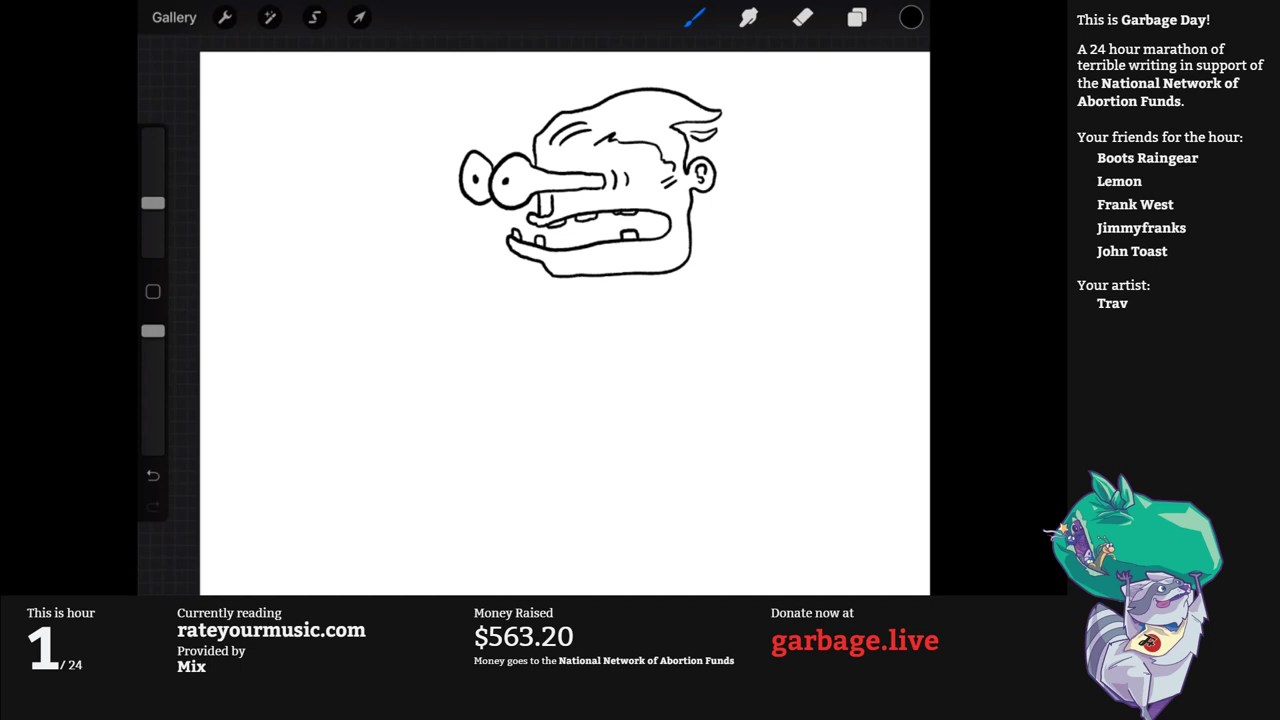 Gallery
This is Garbage Day!
A 24 hour marathon of
terrible writing in support of
the National Network of
Abortion Funds.
Your friends for the hour:
Boots Raingear
Lemon
Frank West
Jimmyfranks
John Toast
Your artist:
Trav
This is hour
1 / 24
Currently reading
rateyourmusic.com
Provided by
Mix
Money Raised
$563.20
Money goes to the National Network of Abortion Funds
Donate now at
garbage.live